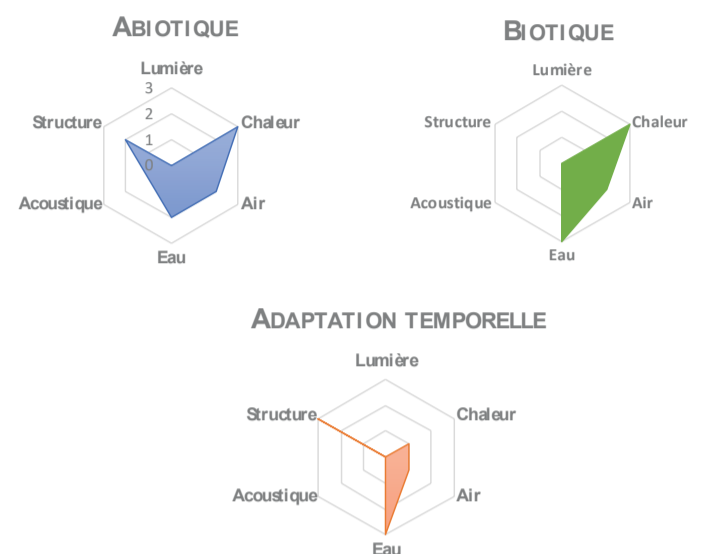 ABIOTIQUE
Lumière
3
2
1
0
Structure
Chaleur
Acoustique
Air
Eau
BIOTIQUE
Lumière
Structure
Chaleur
Acoustique
Air
Eau
ADAPTATION TEMPORELLE
Lumière
Structure
Chaleur
Acoustique
Air
Eau